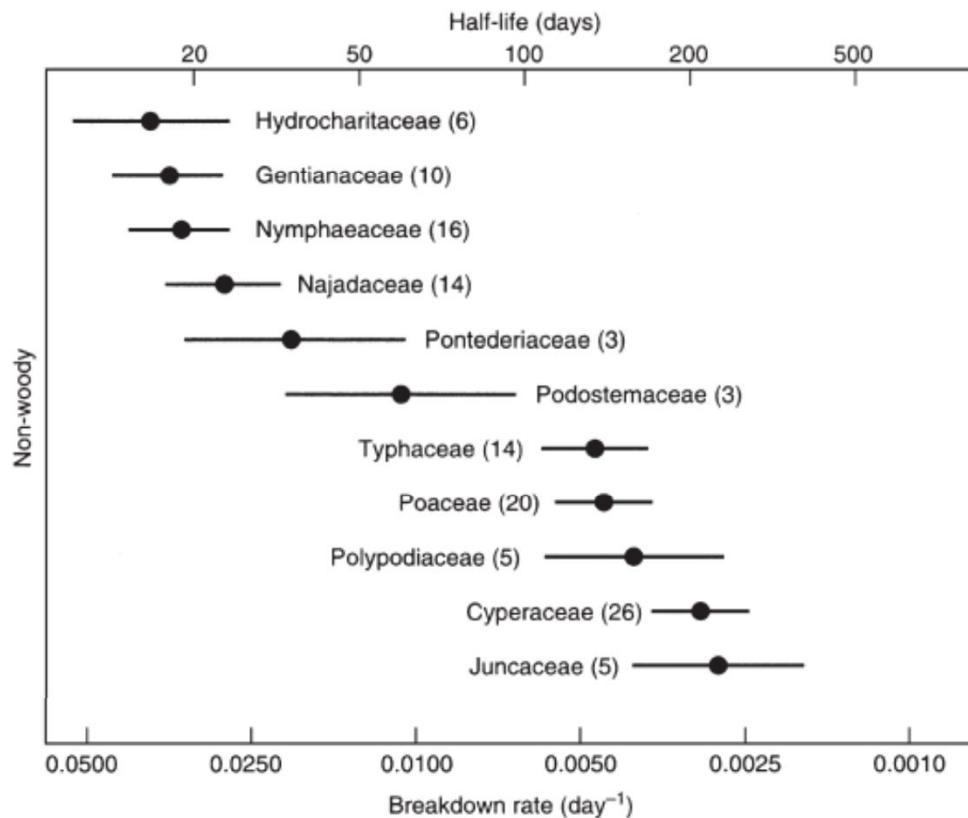 Half-life (days)
20 50 100 200 500
Hydrocharitaceae (6)
Gentianaceae (10)
Nymphaeaceae (16)
Najadaceae (14)
Pontederiaceae (3)
Podostemaceae (3)
Typhaceae (14)
Poaceae (20)
Polypodiaceae (5)
Cyperaceae (26)
Juncaceae (5)
Non-woody
0.0500 0.0250 0.0100 0.0050 0.0025 0.0010
Breakdown rate (day⁻¹)